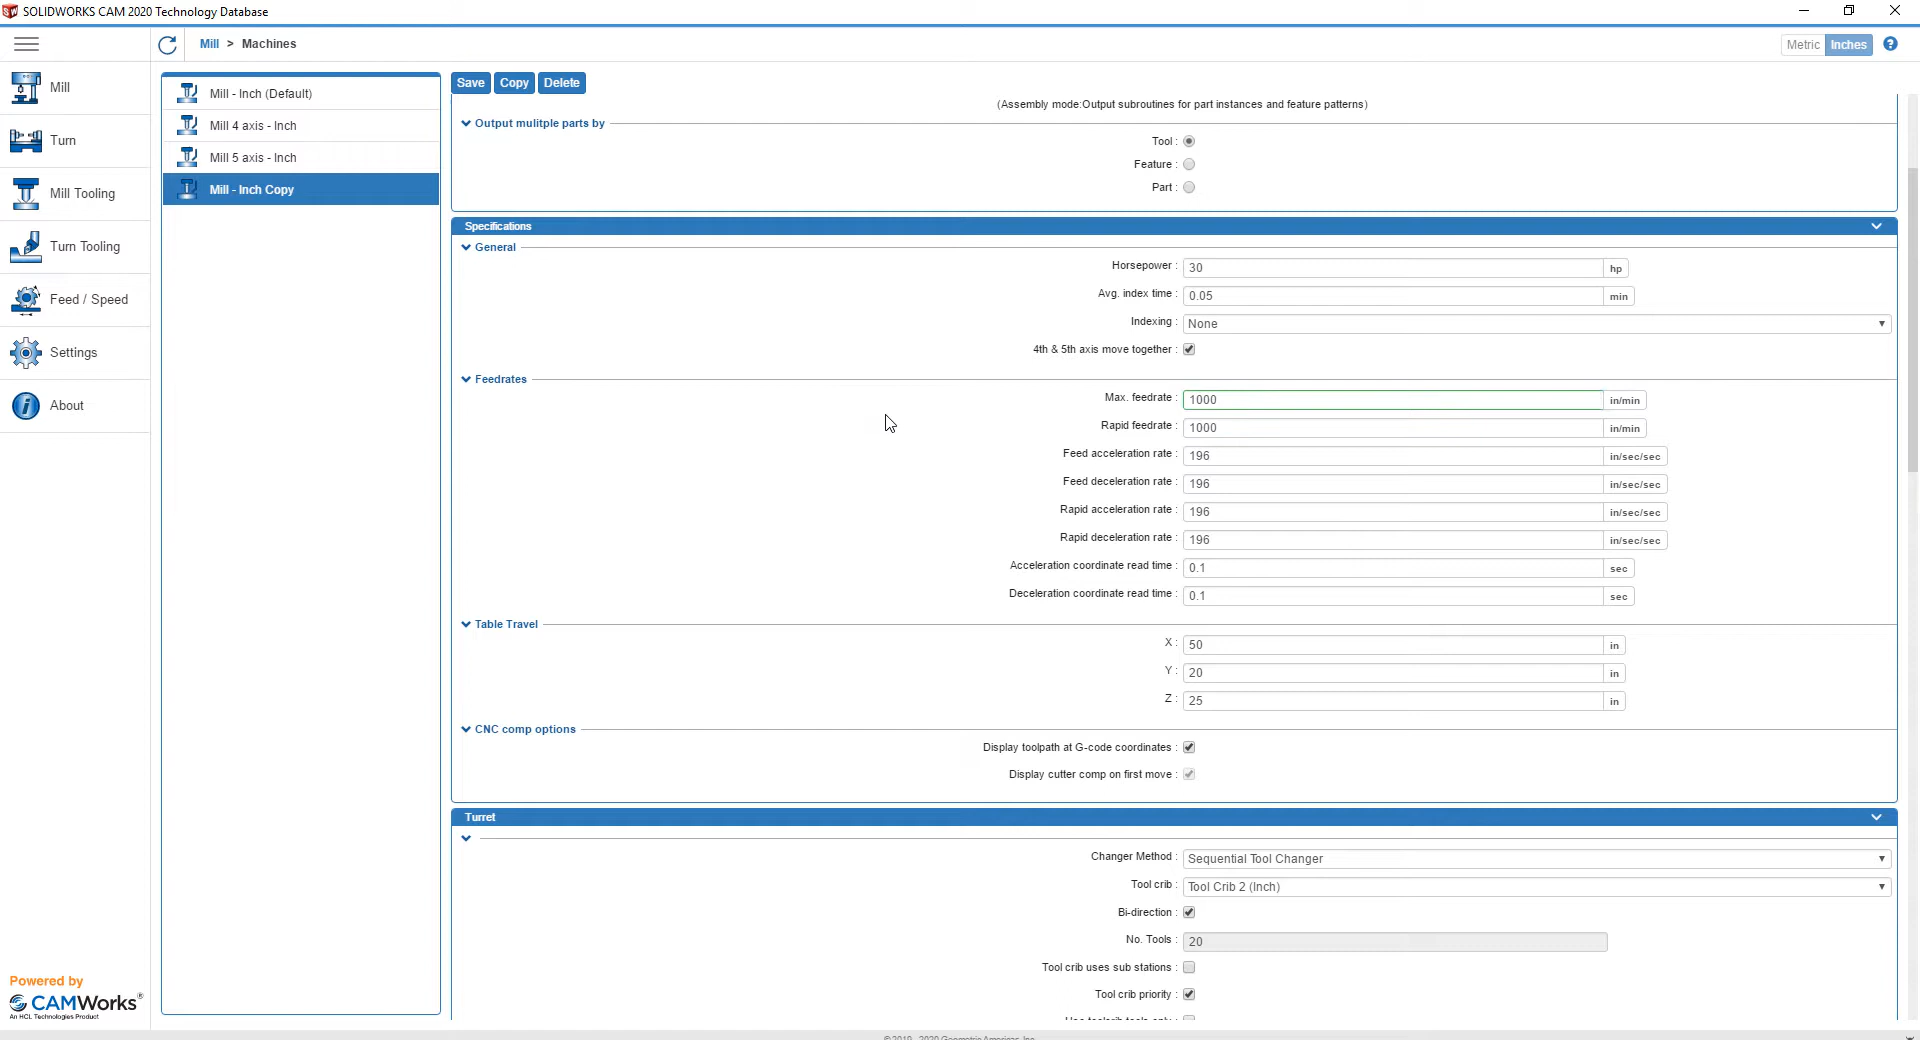 SOLIDWORKS CAM 2020 Technology Database
Mill > Machines
Metric Inches
Mill
Turn
Mill Tooling
Turn Tooling
Feed / Speed
Settings
About
Powered by
CAMWorks®
An HCL Technologies Product
Mill - Inch (Default)
Mill 4 axis - Inch
Mill 5 axis - Inch
Mill - Inch Copy
Save Copy Delete
(Assembly mode:Output subroutines for part instances and feature patterns)
Output mulitple parts by
Tool :
Feature :
Part :
Specifications
General
Horsepower : 30 hp
Avg. index time : 0.05 min
Indexing : None
4th & 5th axis move together :
Feedrates
Max. feedrate : 1000 in/min
Rapid feedrate : 1000 in/min
Feed acceleration rate : 196 in/sec/sec
Feed deceleration rate : 196 in/sec/sec
Rapid acceleration rate : 196 in/sec/sec
Rapid deceleration rate : 196 in/sec/sec
Acceleration coordinate read time : 0.1 sec
Deceleration coordinate read time : 0.1 sec
Table Travel
X : 50 in
Y : 20 in
Z : 25 in
CNC comp options
Display toolpath at G-code coordinates :
Display cutter comp on first move :
Turret
Changer Method : Sequential Tool Changer
Tool crib : Tool Crib 2 (Inch)
Bi-direction :
No. Tools : 20
Tool crib uses sub stations :
Tool crib priority :